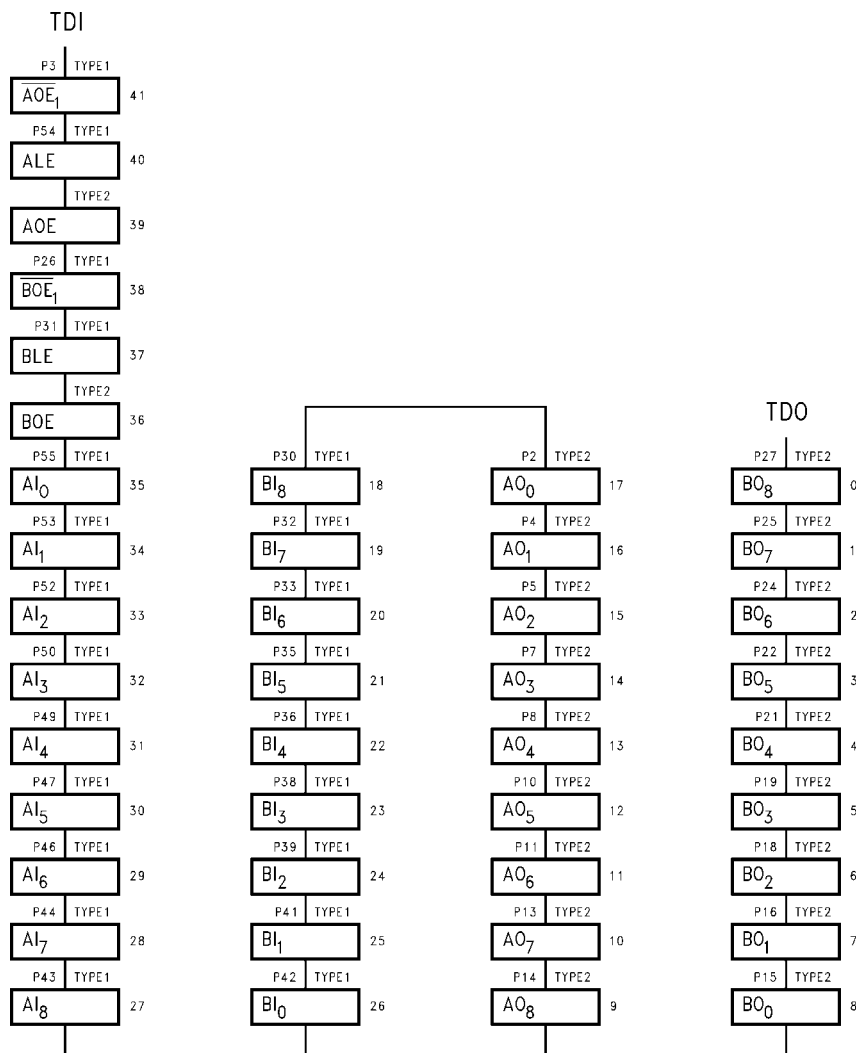 TDI
P3 TYPE1
AOE1 41
P54 TYPE1
ALE 40
TYPE2
AOE 39
P26 TYPE1
BOE1 38
P31 TYPE1
BLE 37
TYPE2
BOE 36
P55 TYPE1
AI0 35
P53 TYPE1
AI1 34
P52 TYPE1
AI2 33
P50 TYPE1
AI3 32
P49 TYPE1
AI4 31
P47 TYPE1
AI5 30
P46 TYPE1
AI6 29
P44 TYPE1
AI7 28
P43 TYPE1
AI8 27
P30 TYPE1
BI8 18
P32 TYPE1
BI7 19
P33 TYPE1
BI6 20
P35 TYPE1
BI5 21
P36 TYPE1
BI4 22
P38 TYPE1
BI3 23
P39 TYPE1
BI2 24
P41 TYPE1
BI1 25
P42 TYPE1
BI0 26
P2 TYPE2
AO0 17
P4 TYPE2
AO1 16
P5 TYPE2
AO2 15
P7 TYPE2
AO3 14
P8 TYPE2
AO4 13
P10 TYPE2
AO5 12
P11 TYPE2
AO6 11
P13 TYPE2
AO7 10
P14 TYPE2
AO8 9
TDO
P27 TYPE2
BO8 0
P25 TYPE2
BO7 1
P24 TYPE2
BO6 2
P22 TYPE2
BO5 3
P21 TYPE2
BO4 4
P19 TYPE2
BO3 5
P18 TYPE2
BO2 6
P16 TYPE2
BO1 7
P15 TYPE2
BO0 8